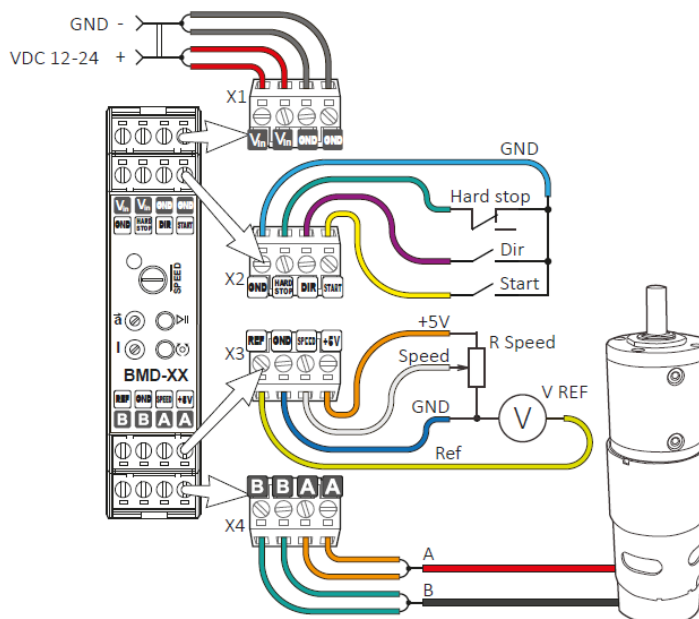 GND -
VDC 12-24 +
X1
Vin Vin GND GND
GND
Hard stop
Dir
Start
X2
GND HARD STOP DIR START
Vin Vin GND GND
GND HARD STOP DIR START
SPEED
a
I
BMD-XX
REF GND SPEED +5V
B B A A
X3
REF GND SPEED +5V
+5V
Speed
R Speed
GND
V REF
V
Ref
B B A A
X4
A
B